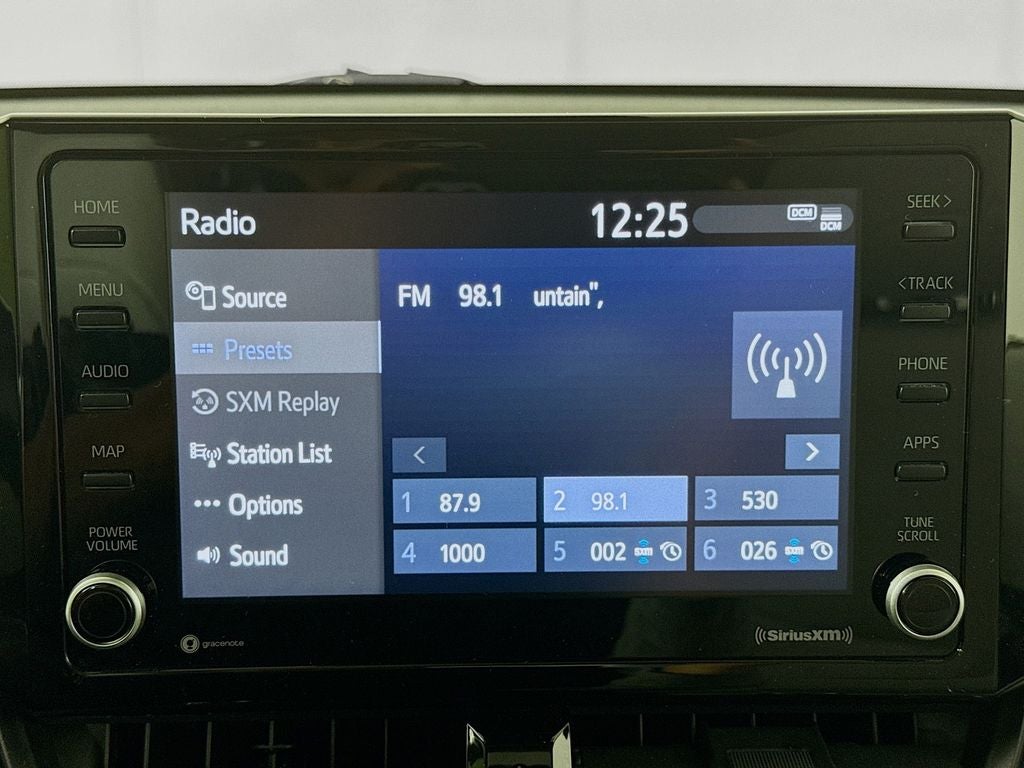 HOME
MENU
AUDIO
MAP
POWER
VOLUME
Radio
12:25
DCM
DCM
Source
Presets
SXM Replay
Station List
Options
Sound
FM 98.1 untain",
<
>
1 87.9
2 98.1
3 530
4 1000
5 002 sxm
6 026 sxm
SEEK >
< TRACK
PHONE
APPS
TUNE
SCROLL
gracenote
((SiriusXM))